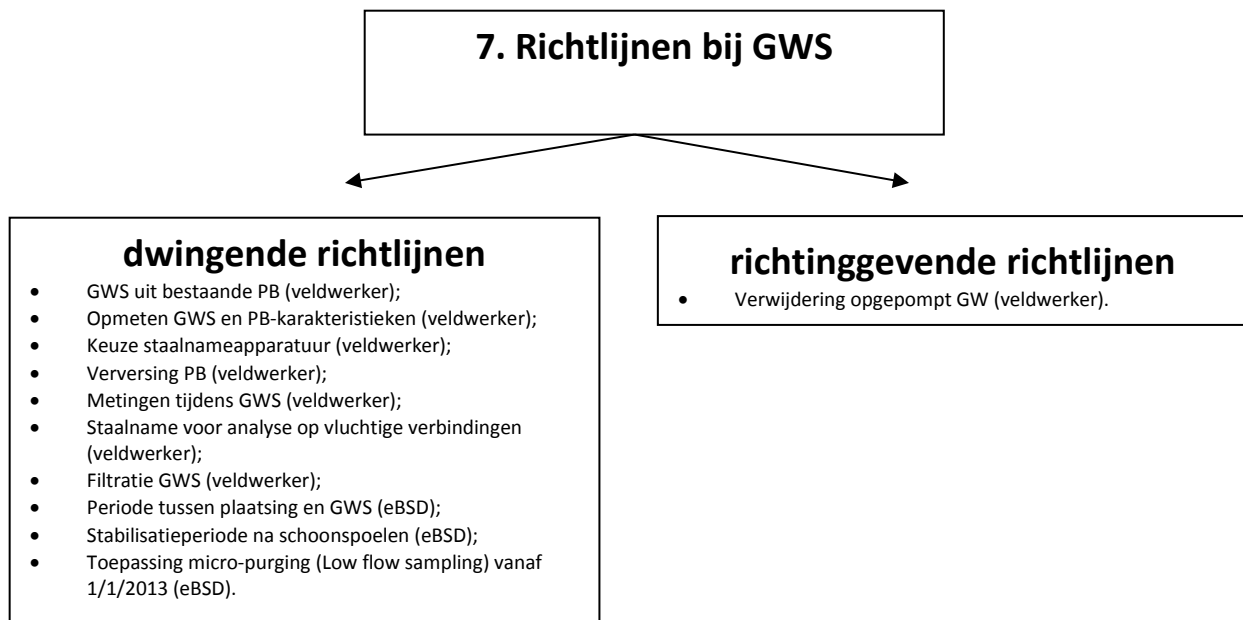 7. Richtlijnen bij GWS
dwingende richtlijnen
• GWS uit bestaande PB (veldwerker);
• Opmeten GWS en PB-karakteristieken (veldwerker);
• Keuze staalnameapparatuur (veldwerker);
• Verversing PB (veldwerker);
• Metingen tijdens GWS (veldwerker);
• Staalname voor analyse op vluchtige verbindingen
(veldwerker);
• Filtratie GWS (veldwerker);
• Periode tussen plaatsing en GWS (eBSD);
• Stabilisatieperiode na schoonspoelen (eBSD);
• Toepassing micro-purging (Low flow sampling) vanaf
1/1/2013 (eBSD).
richtinggevende richtlijnen
• Verwijdering opgepompt GW (veldwerker).